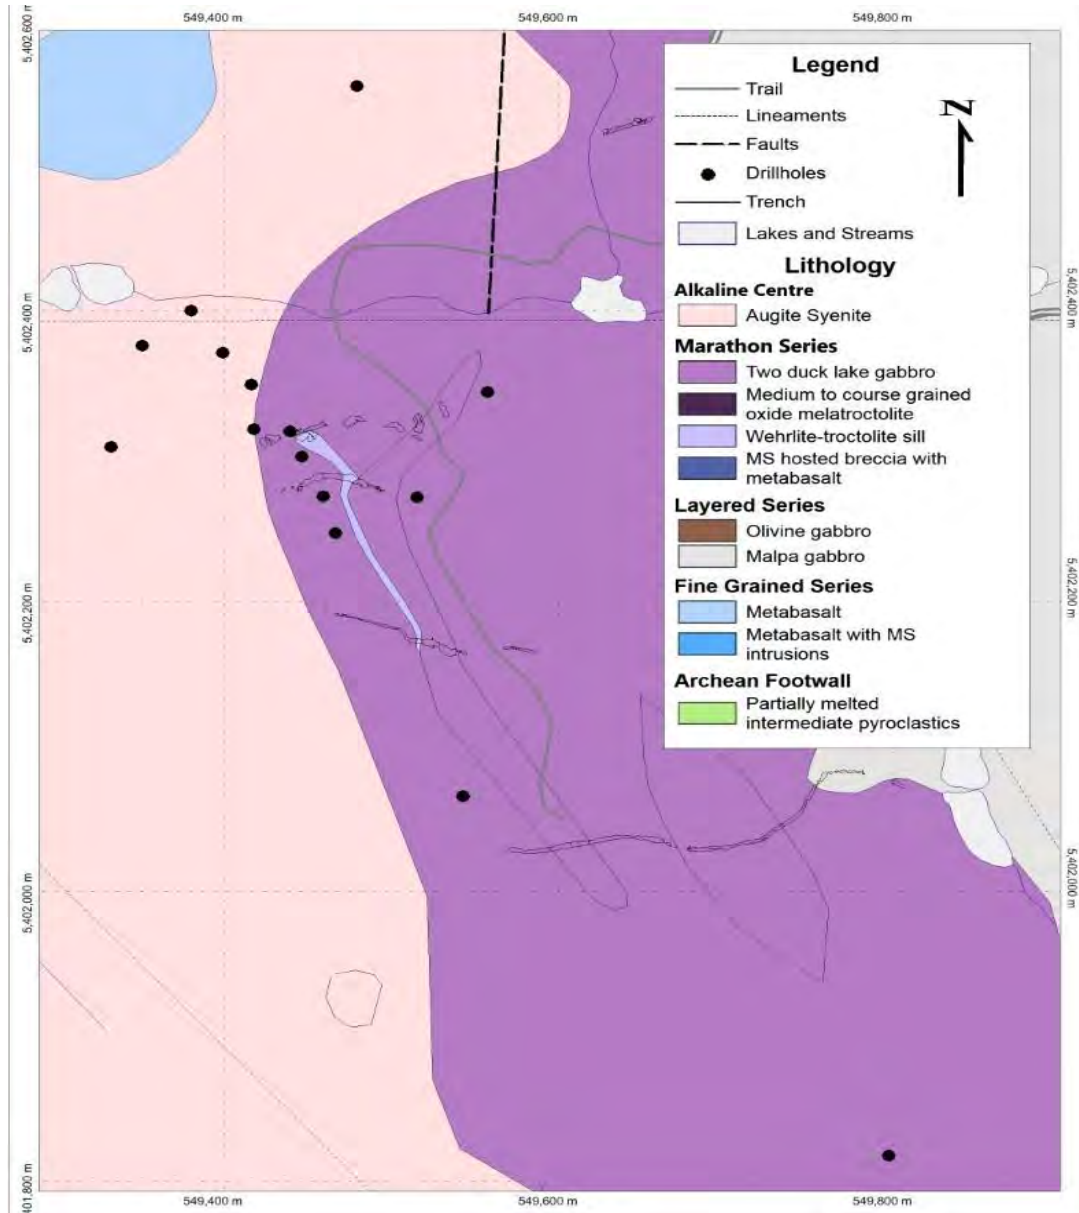 549,400 m
549,600 m
549,800 m
5,402,600 m
Legend
Trail
Lineaments
Faults
Drillholes
Trench
Lakes and Streams
N
Lithology
Alkaline Centre
Augite Syenite
Marathon Series
Two duck lake gabbro
Medium to course grained
oxide melatroctolite
Wehrlite-troctolite sill
MS hosted breccia with
metabasalt
Layered Series
Olivine gabbro
Malpa gabbro
Fine Grained Series
Metabasalt
Metabasalt with MS
intrusions
Archean Footwall
Partially melted
intermediate pyroclastics
5,402,400 m
5,402,400 m
5,402,200 m
5,402,200 m
5,402,000 m
5,402,000 m
401,800 m
549,400 m
549,600 m
549,800 m